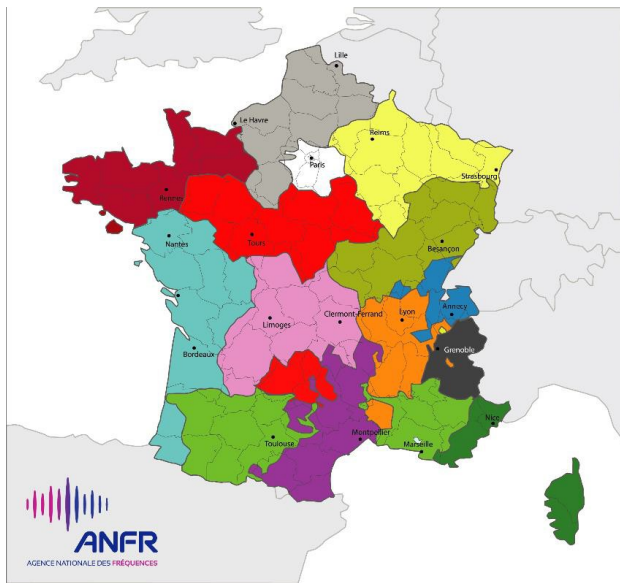 Lille
Le Havre
Reims
Paris
Strasbourg
Rennes
Tours
Nantes
Besançon
Annecy
Lyon
Clermont-Ferrand
Limoges
Grenoble
Bordeaux
Nice
Montpellier
Toulouse
Marseille
ANFR
AGENCE NATIONALE DES FRÉQUENCES